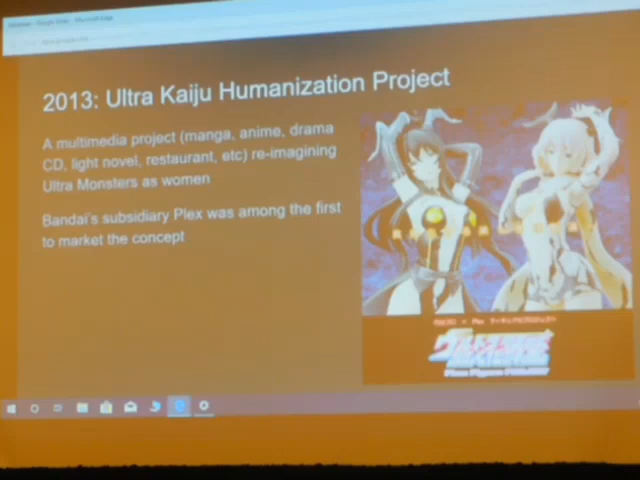 2013: Ultra Kaiju Humanization Project
A multimedia project (manga, anime, drama
CD, light novel, restaurant, etc) re-imagining
Ultra Monsters as women
Bandai's subsidiary Plex was among the first
to market the concept